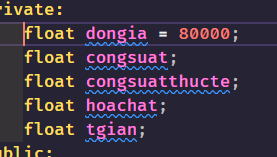 rivate:
float dongia = 80000;
float congsuat;
float congsuatthucte;
float hoachat;
float tgian;
ublic: